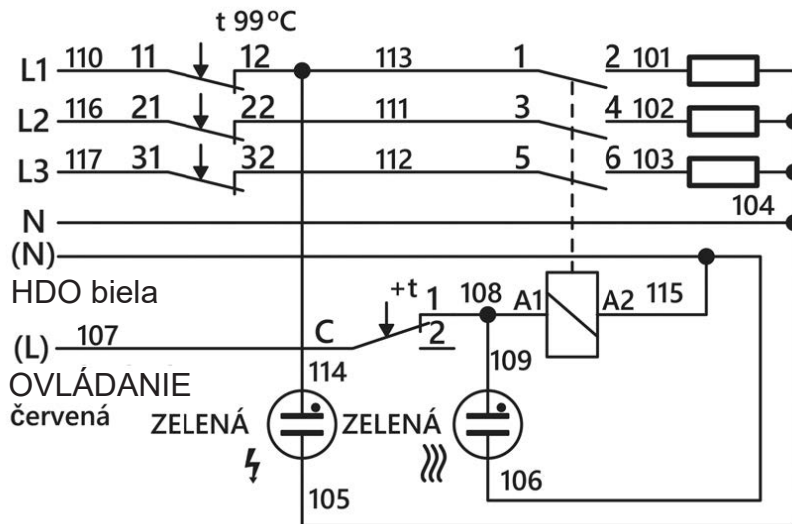 t 99°C
L1 110 11 12 113 1 2 101
L2 116 21 22 111 3 4 102
L3 117 31 32 112 5 6 103
N 104
(N)
HDO biela
+t 1 108 A1 A2 115
(L) 107 C 2
OVLÁDANIE 114 109
červená ZELENÁ ZELENÁ
105 106